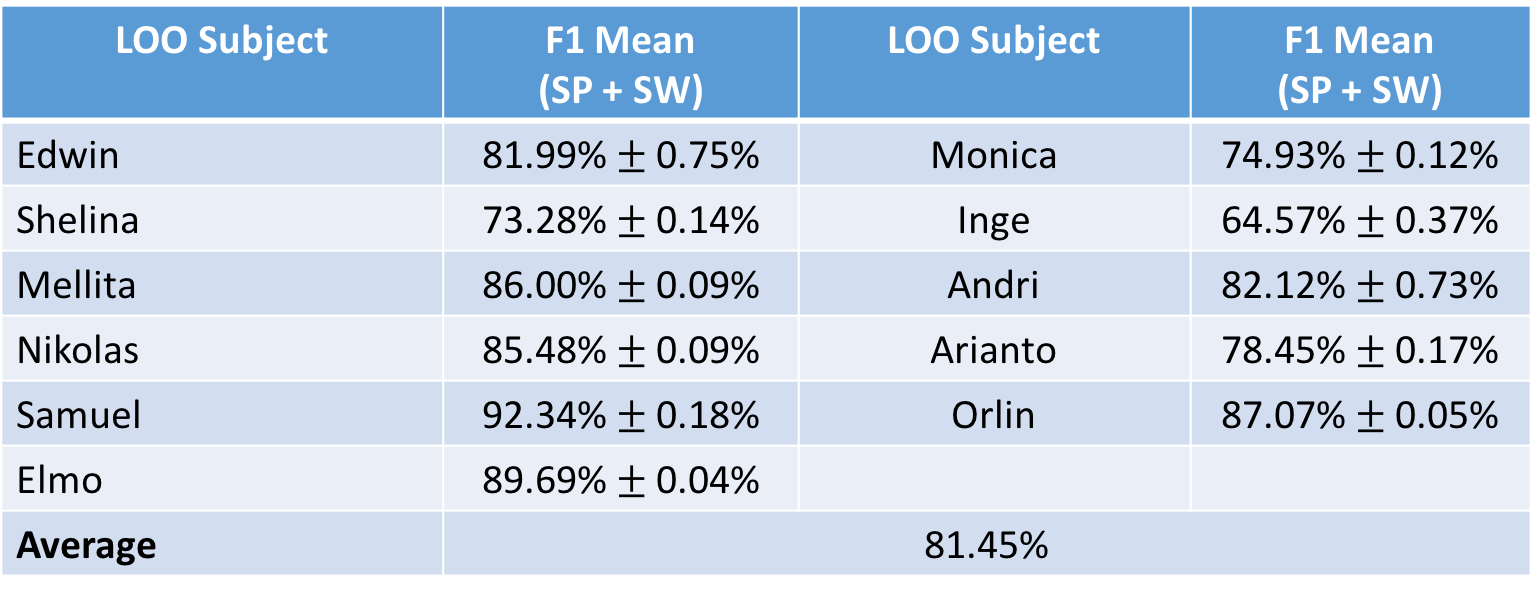 LOO Subject F1 Mean (SP + SW) LOO Subject F1 Mean (SP + SW)
Edwin 81.99% ± 0.75% Monica 74.93% ± 0.12%
Shelina 73.28% ± 0.14% Inge 64.57% ± 0.37%
Mellita 86.00% ± 0.09% Andri 82.12% ± 0.73%
Nikolas 85.48% ± 0.09% Arianto 78.45% ± 0.17%
Samuel 92.34% ± 0.18% Orlin 87.07% ± 0.05%
Elmo 89.69% ± 0.04%
Average 81.45%